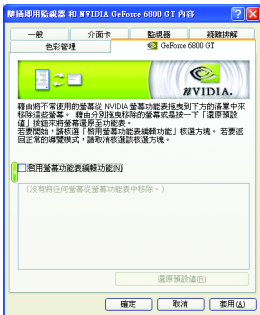 隨插即用監視器 和 NVIDIA GeForce 6800 GT 內容
一般 介面卡 監視器 疑難排解
色彩管理 GeForce 6800 GT
NVIDIA.
藉由將不常使用的螢幕從 NVIDIA 螢幕功能表拖曳到下方的清單中來
移除這些螢幕。 藉由分別拖曳移除的螢幕或是按一下「還原預設
值」按鈕來將螢幕還原至功能表。
若要開始,請核選「啟用螢幕功能表編輯功能」核選方塊。 若要返
回正常的導覽模式,請取消核選該核選方塊。
啟用螢幕功能表編輯功能(N)
(沒有將任何螢幕從螢幕功能表中移除。)
還原預設值(R)
確定 取消 套用(A)